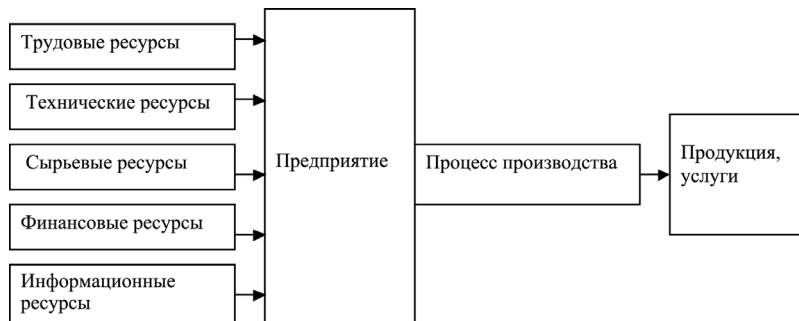 Трудовые ресурсы
Технические ресурсы
Сырьевые ресурсы
Финансовые ресурсы
Информационные
ресурсы
Предприятие
Процесс производства
Продукция,
услуги